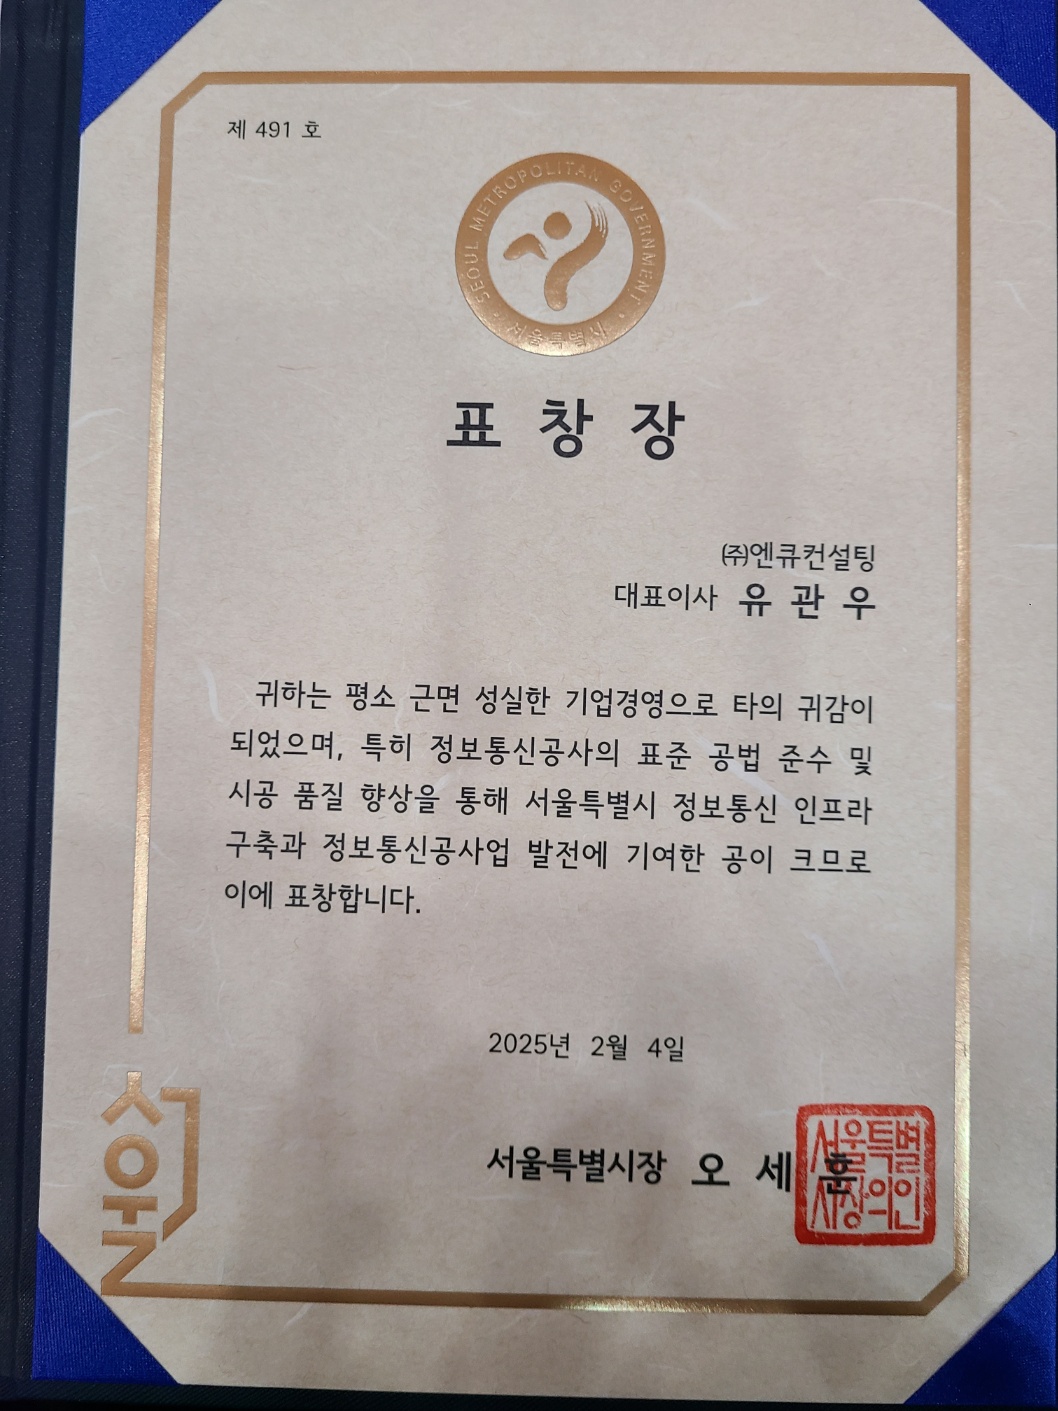 제 491 호
SEOUL METROPOLITAN GOVERNMENT
서울특별시
표 창 장
㈜엔큐컨설팅
대표이사 유 관 우
귀하는 평소 근면 성실한 기업경영으로 타의 귀감이
되었으며, 특히 정보통신공사의 표준 공법 준수 및
시공 품질 향상을 통해 서울특별시 정보통신 인프라
구축과 정보통신공사업 발전에 기여한 공이 크므로
이에 표창합니다.
2025년 2월 4일
서울특별시장 오 세 훈
서울특별
시장의인
서울